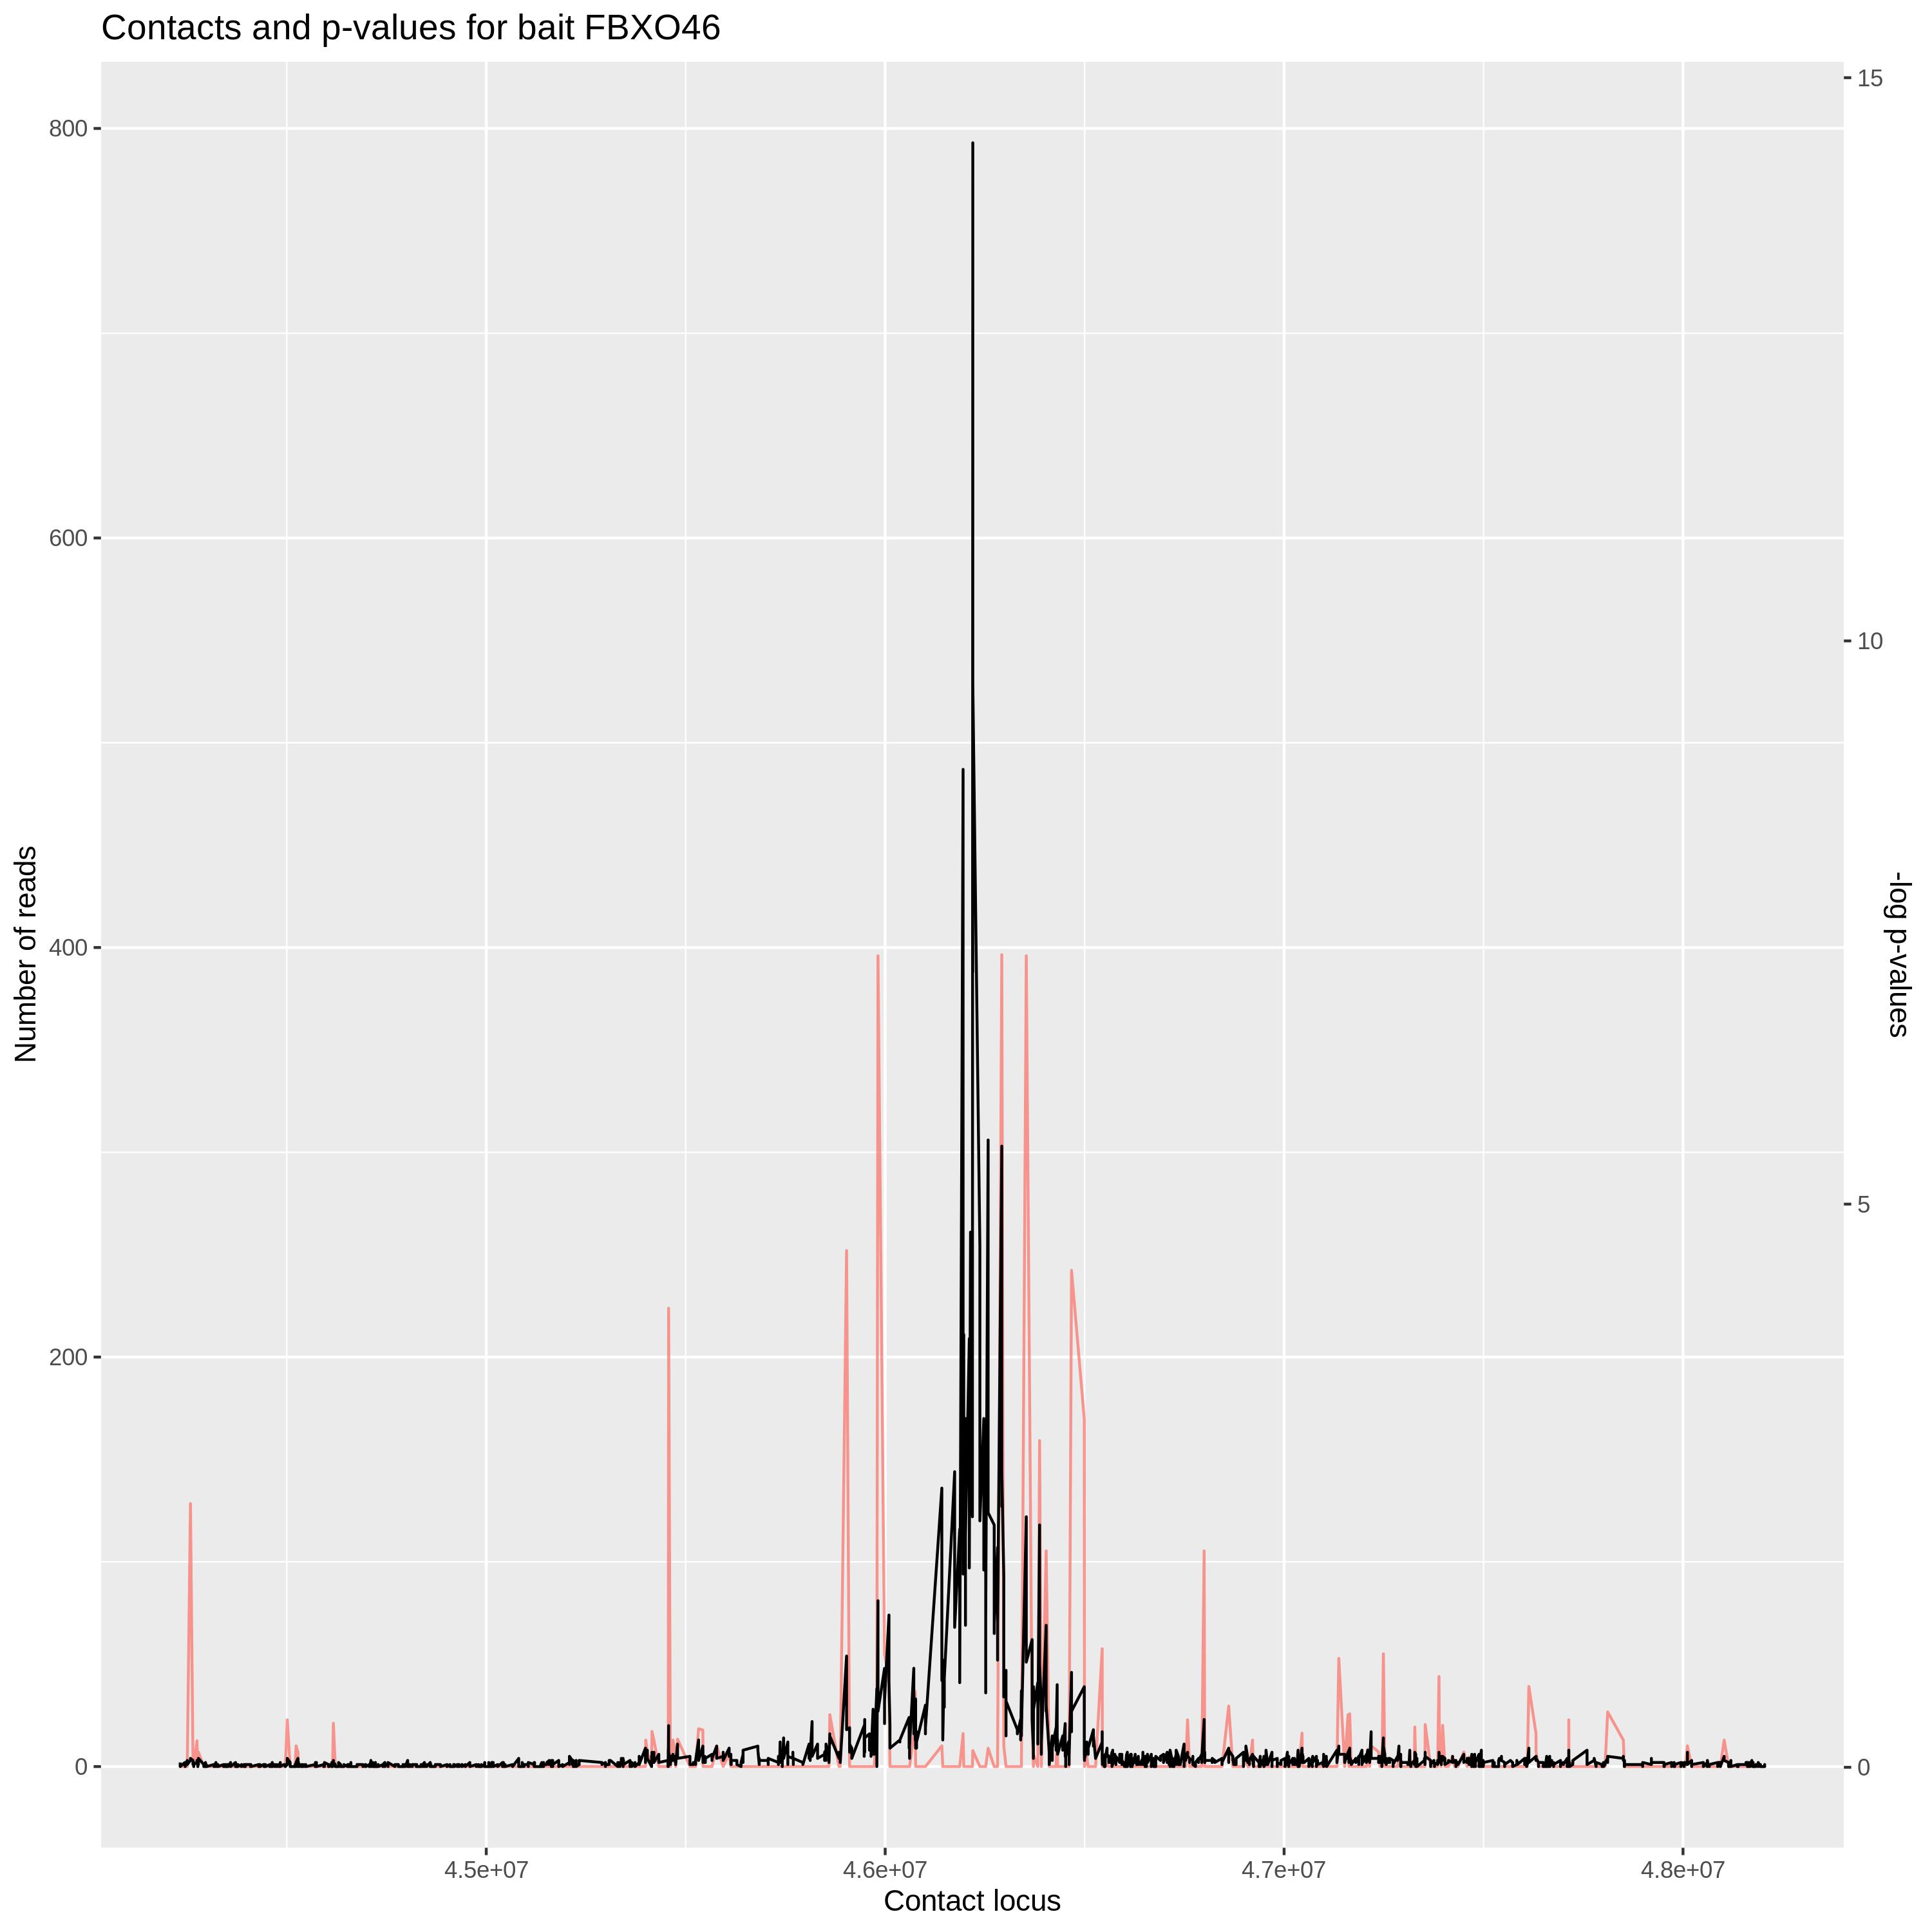 Contacts and p-values for bait FBXO46
15
800
600
10
Number of reads
-log p-values
400
5
200
0
0
4.5e+07
4.6e+07
4.7e+07
4.8e+07
Contact locus